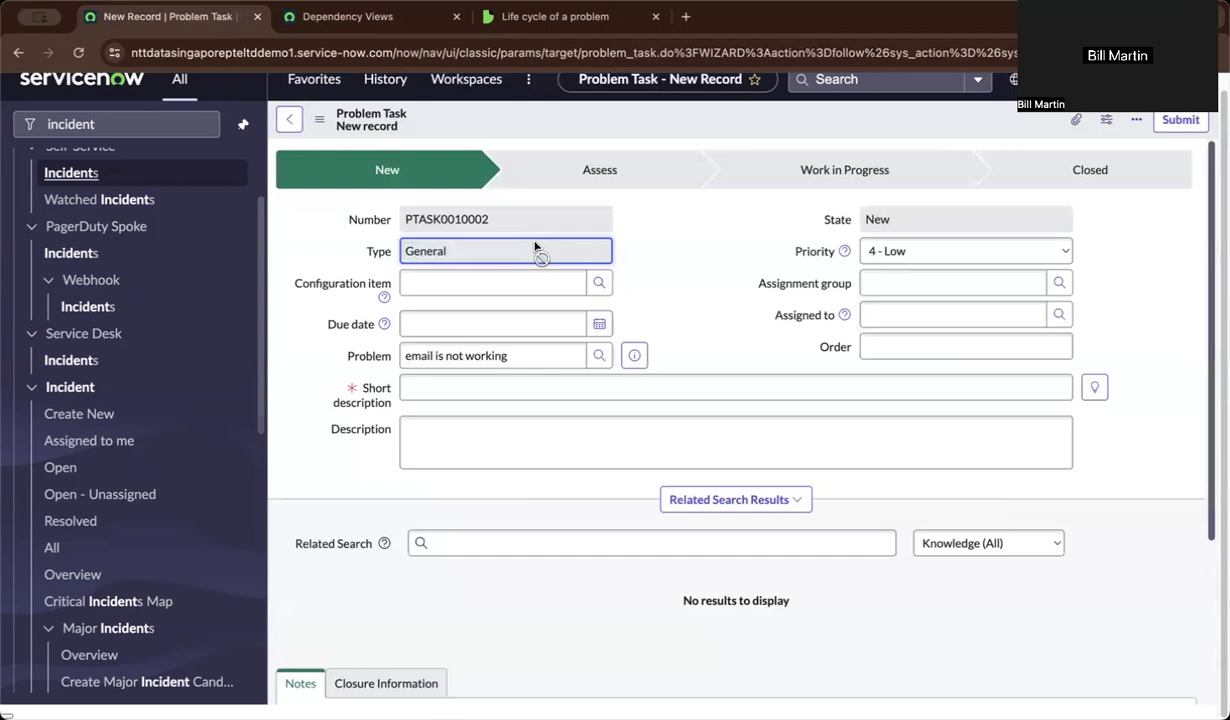 New Record | Problem Task
Dependency Views
Life cycle of a problem
nttdatasingaporepteltddemo1.service-now.com/now/nav/ui/classic/params/target/problem_task.do%3FWIZARD%3Aaction%3Dfollow%26sys_action%3D%26sys
Bill Martin
Bill Martin
servicenow
All
Favorites
History
Workspaces
Problem Task - New Record
Search
incident
Problem Task
New record
Submit
Self-Service
Incidents
Watched Incidents
PagerDuty Spoke
Incidents
Webhook
Incidents
Service Desk
Incidents
Incident
Create New
Assigned to me
Open
Open - Unassigned
Resolved
All
Overview
Critical Incidents Map
Major Incidents
Overview
Create Major Incident Cand...
New
Assess
Work in Progress
Closed
Number
PTASK0010002
State
New
Type
General
Priority
4 - Low
Configuration
item
Assignment group
Due date
Assigned to
Problem
email is not working
Order
* Short
description
Description
Related Search Results
Related Search
Knowledge (All)
No results to display
Notes
Closure Information